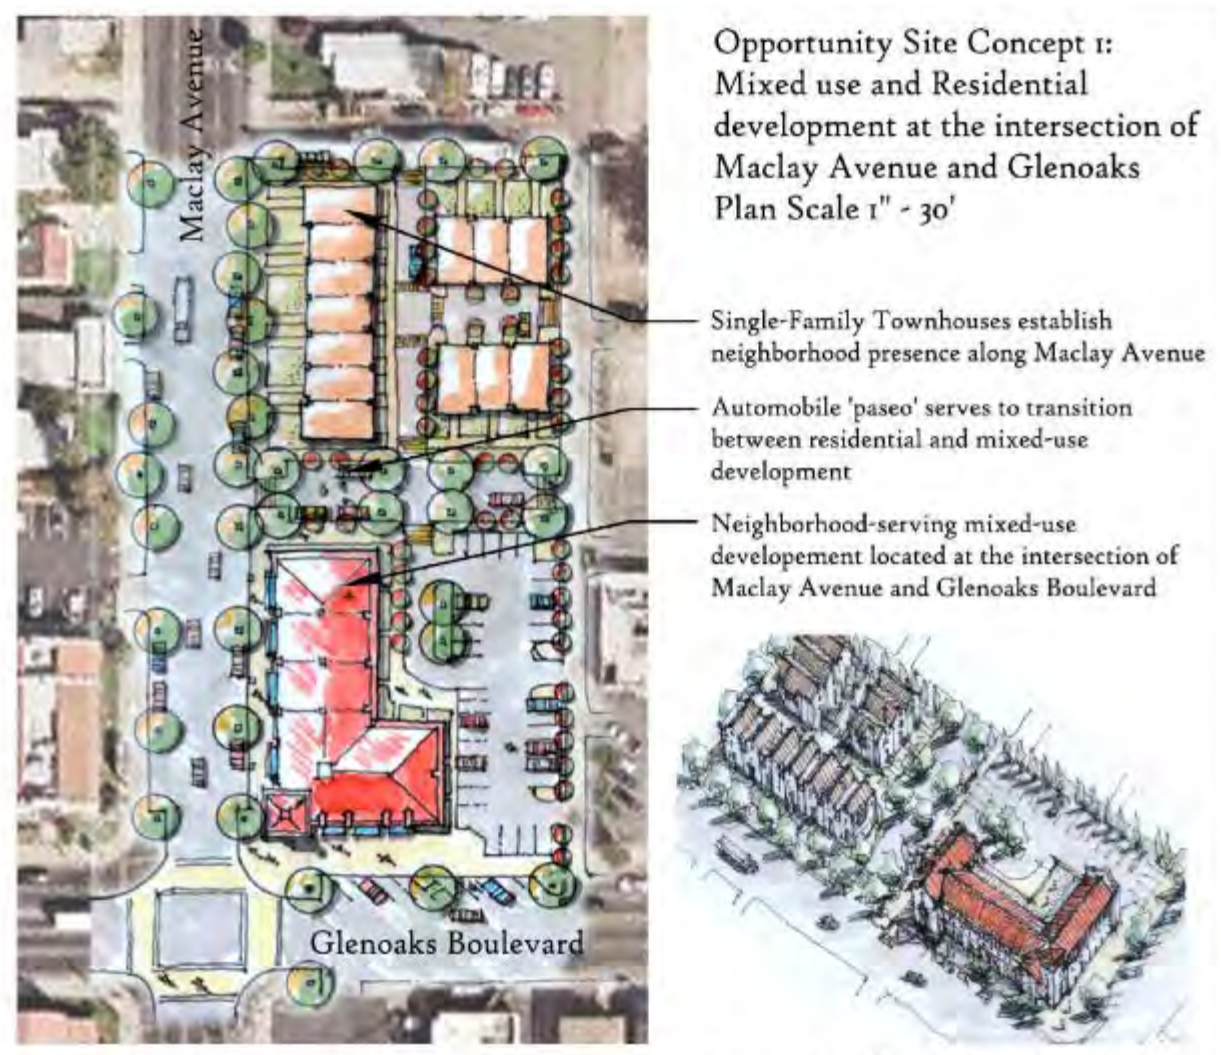 Maclay Avenue
Opportunity Site Concept 1:
Mixed use and Residential
development at the intersection of
Maclay Avenue and Glenoaks
Plan Scale 1" - 30'
Single-Family Townhouses establish
neighborhood presence along Maclay Avenue
Automobile 'paseo' serves to transition
between residential and mixed-use
development
Neighborhood-serving mixed-use
developement located at the intersection of
Maclay Avenue and Glenoaks Boulevard
Glenoaks Boulevard